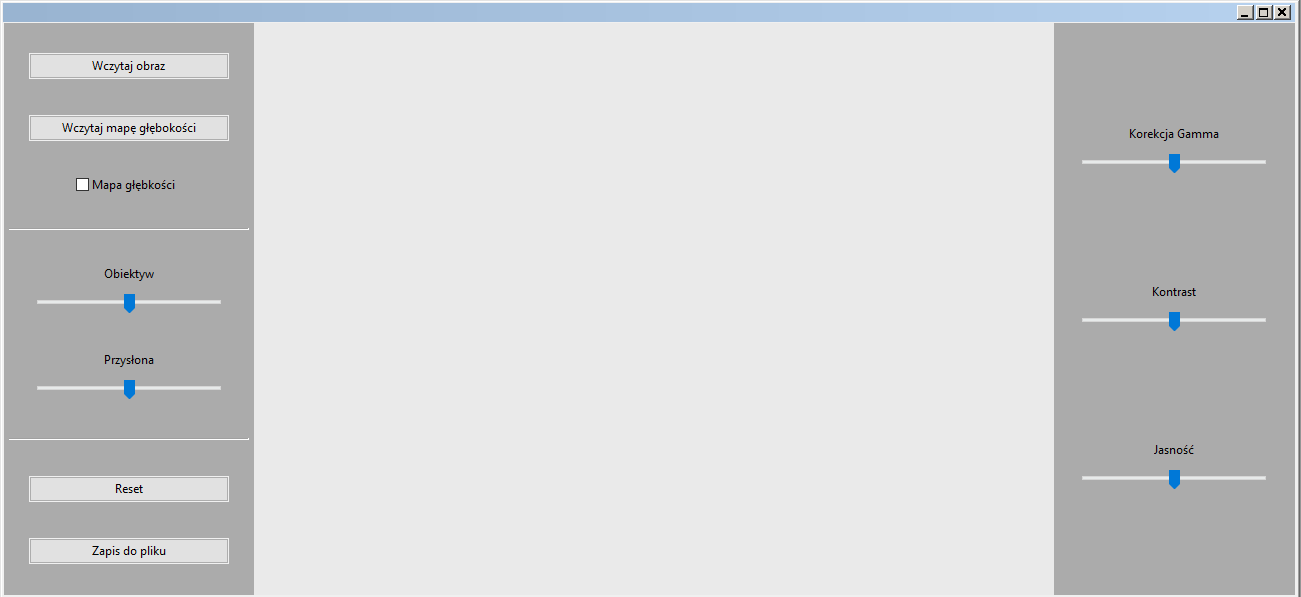 Wczytaj obraz
Wczytaj mapę głębokości
Mapa głębkości
Obiektyw
Przysłona
Reset
Zapis do pliku
Korekcja Gamma
Kontrast
Jasność